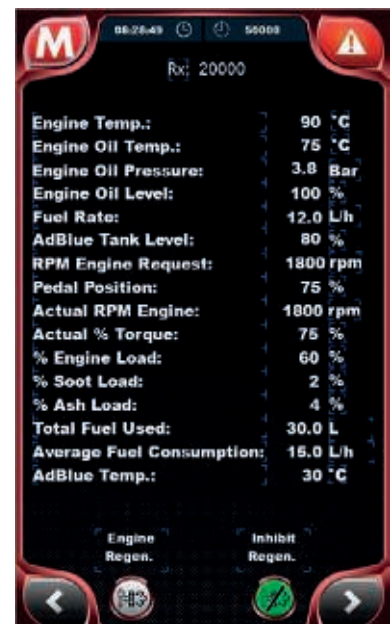 M 08:28:49 50000
Rx: 20000
Engine Temp.: 90 °C
Engine Oil Temp.: 75 °C
Engine Oil Pressure: 3.8 Bar
Engine Oil Level: 100 %
Fuel Rate: 12.0 L/h
AdBlue Tank Level: 80 %
RPM Engine Request: 1800 rpm
Pedal Position: 75 %
Actual RPM Engine: 1800 rpm
Actual % Torque: 75 %
% Engine Load: 60 %
% Soot Load: 2 %
% Ash Load: 4 %
Total Fuel Used: 30.0 L
Average Fuel Consumption: 15.0 L/h
AdBlue Temp.: 30 °C
Engine Inhibit
Regen. Regen.